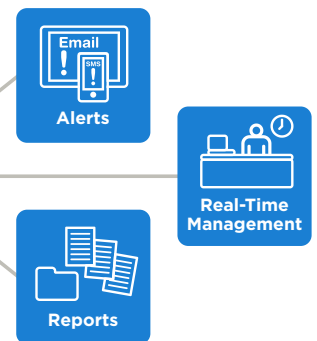 Email
!
SMS
!
Alerts
Real-Time
Management
Reports